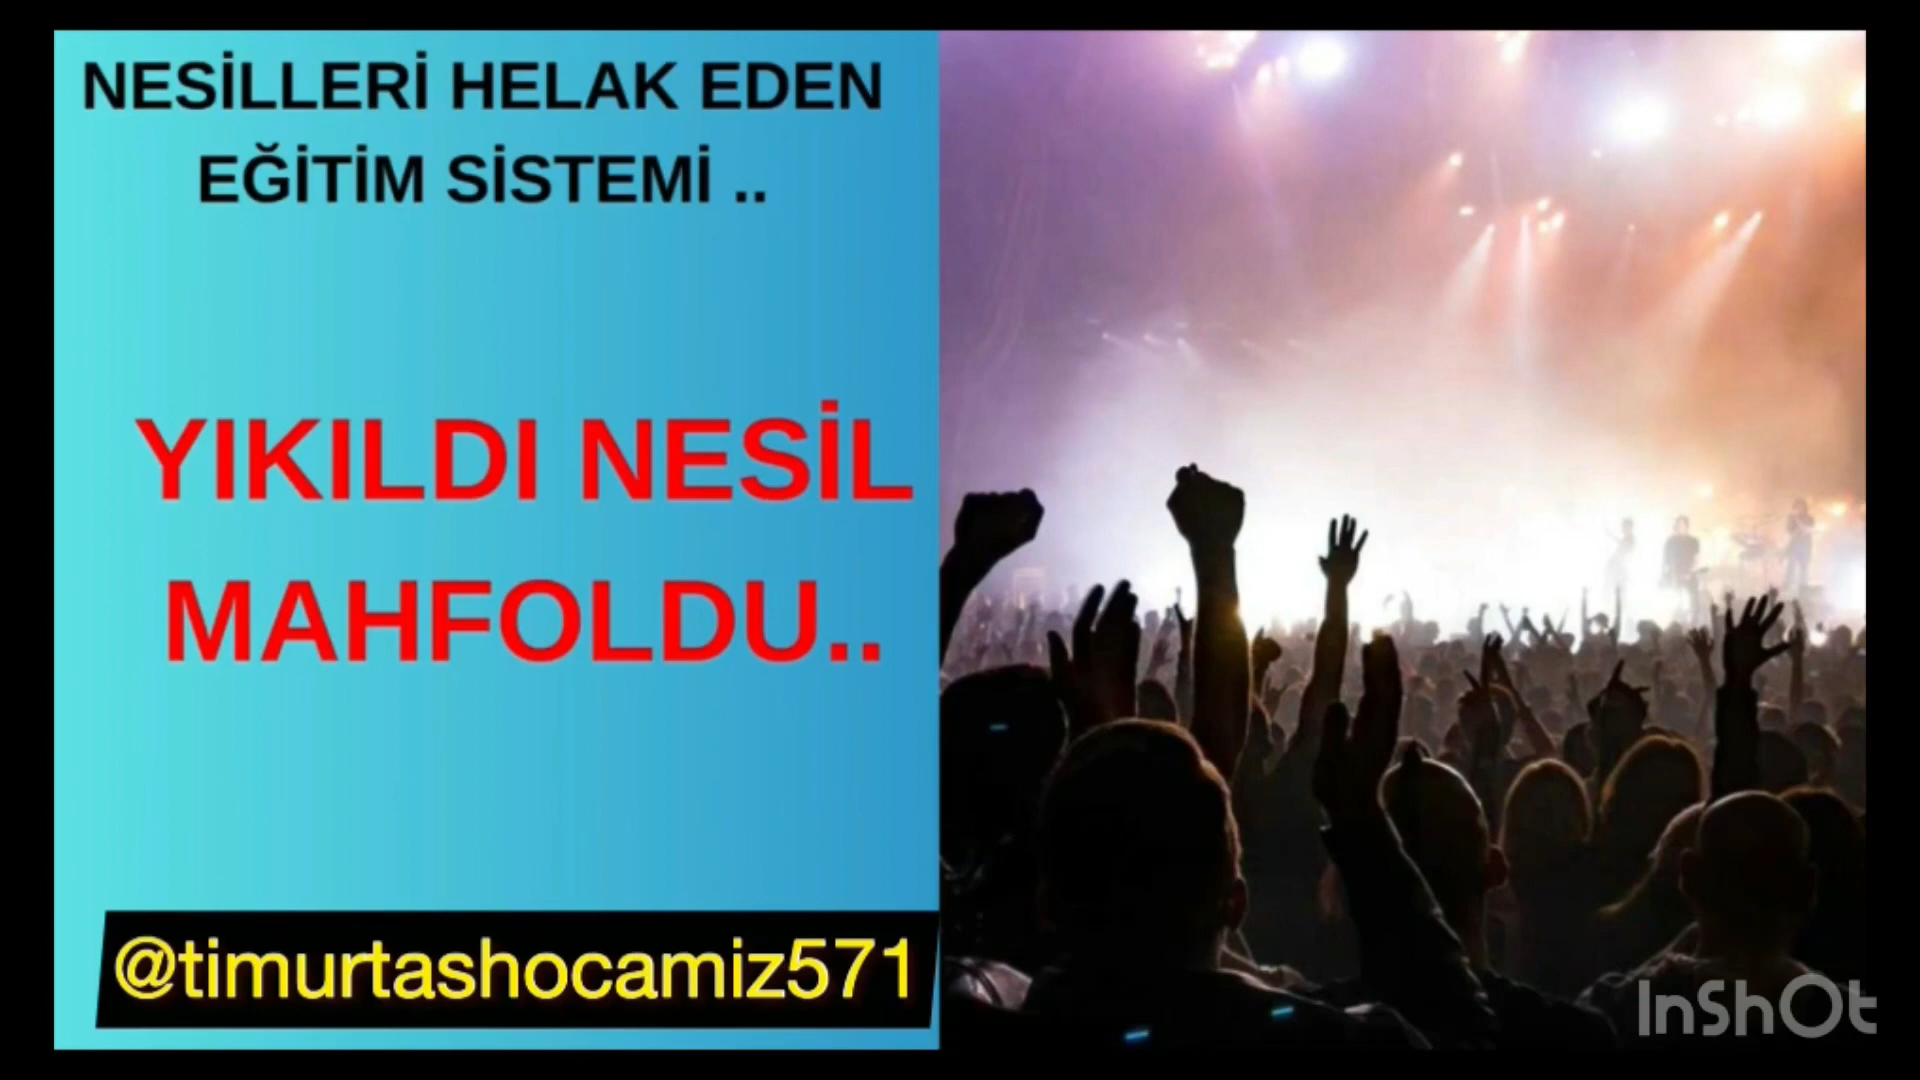 NESİLLERİ HELAK EDEN
EĞİTİM SİSTEMİ ..
YIKILDI NESİL
MAHFOLDU..
@timurtashocamiz571
InShOt